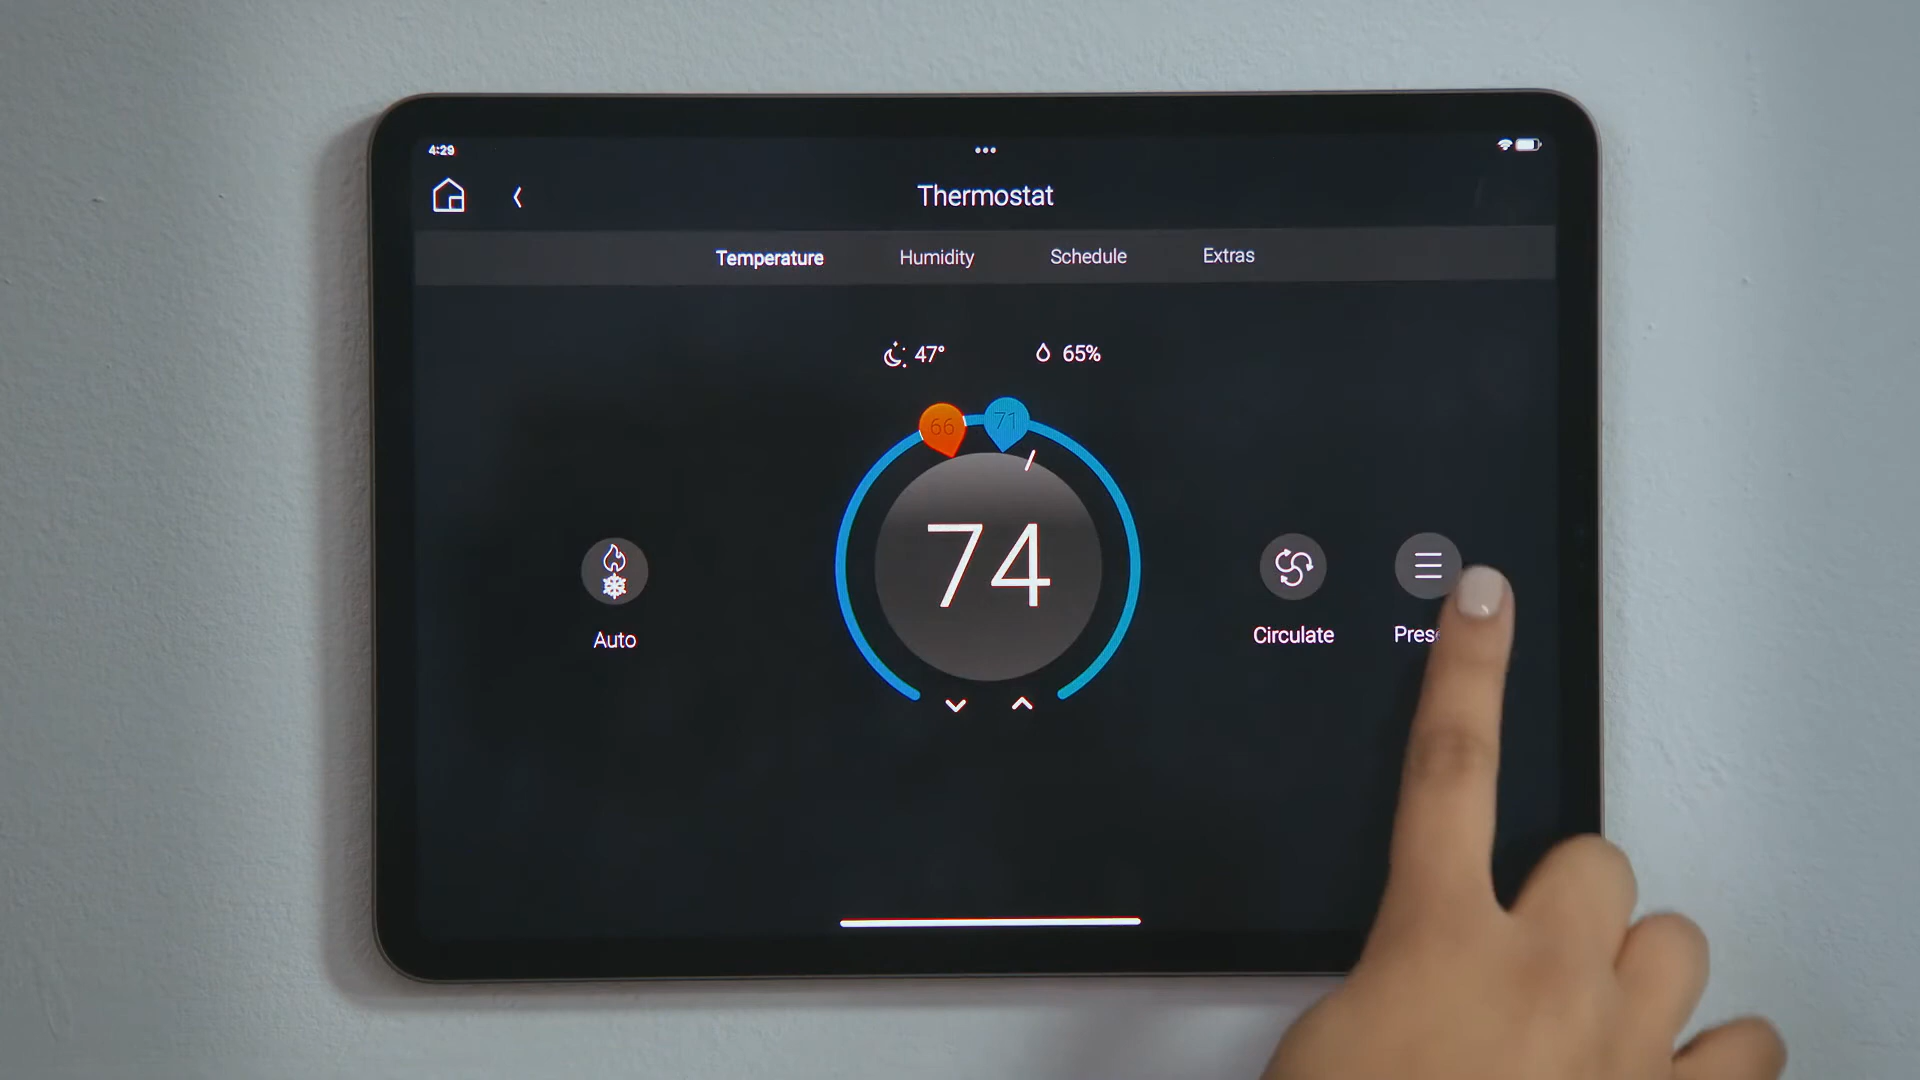 4:29
Thermostat
Temperature Humidity Schedule Extras
47° 65%
66 71
74
Auto
Circulate